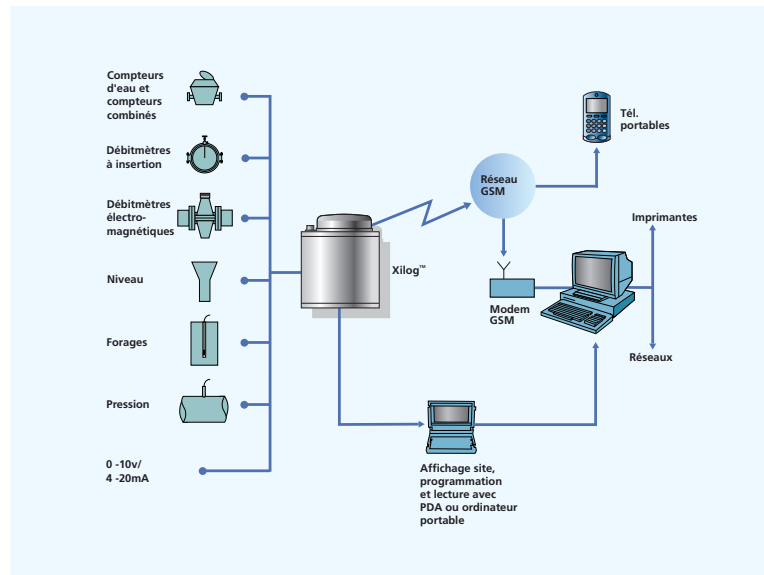 Compteurs
d'eau et
compteurs
combinés
Débitmètres
à insertion
Débitmètres
électro-
magnétiques
Niveau
Forages
Pression
0 -10v/
4 -20mA
Xilog™
Réseau
GSM
Tél.
portables
Imprimantes
Modem
GSM
Réseaux
Affichage site,
programmation
et lecture avec
PDA ou ordinateur
portable